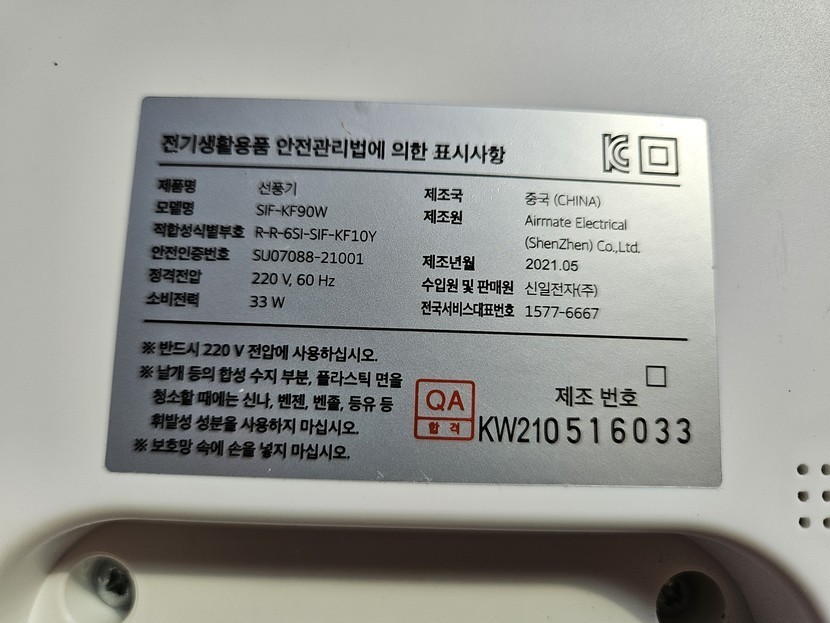 전기생활용품 안전관리법에 의한 표시사항
제품명 선풍기
모델명 SIF-KF90W
적합성식별부호 R-R-6SI-SIF-KF10Y
안전인증번호 SU07088-21001
정격전압 220 V, 60 Hz
소비전력 33 W
제조국 중국 (CHINA)
제조원 Airmate Electrical
(ShenZhen) Co.,Ltd.
제조년월 2021.05
수입원 및 판매원 신일전자(주)
전국서비스대표번호 1577-6667
※ 반드시 220 V 전압에 사용하십시오.
※ 날개 등의 합성 수지 부분, 플라스틱 면을
청소할 때에는 신나, 벤젠, 벤졸, 등유 등
휘발성 성분을 사용하지 마십시오.
※ 보호망 속에 손을 넣지 마십시오.
QA
합격
제조 번호
KW210516033